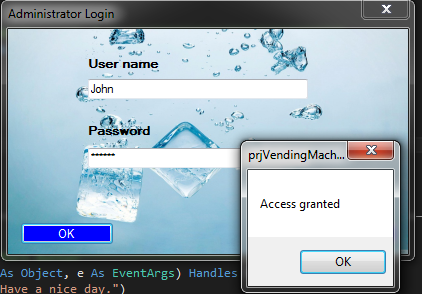 Administrator Login
User name
John
Password
******
OK
prjVendingMach...
Access granted
OK
As Object, e As EventArgs) Handles
Have a nice day.")